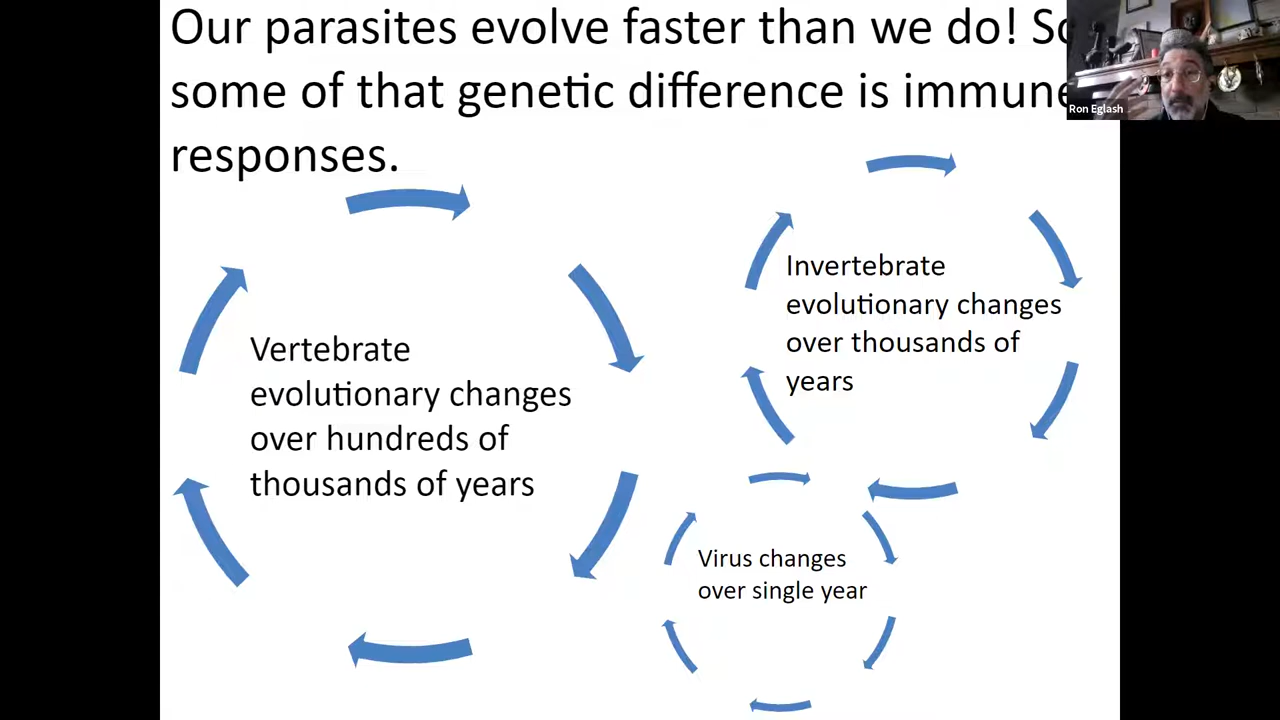 Our parasites evolve faster than we do! So
some of that genetic difference is immune
responses.
Ron Eglash
Invertebrate
evolutionary changes
over thousands of
years
Vertebrate
evolutionary changes
over hundreds of
thousands of years
Virus changes
over single year